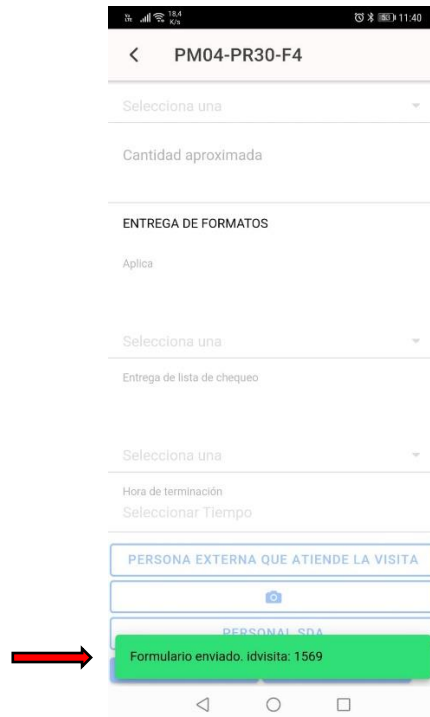 18,4
K/s
11:40
PM04-PR30-F4
Selecciona una
Cantidad aproximada
ENTREGA DE FORMATOS
Aplica
Selecciona una
Entrega de lista de chequeo
Selecciona una
Hora de terminación
Seleccionar Tiempo
PERSONA EXTERNA QUE ATIENDE LA VISITA
PERSONAL SDA
Formulario enviado. idvisita: 1569